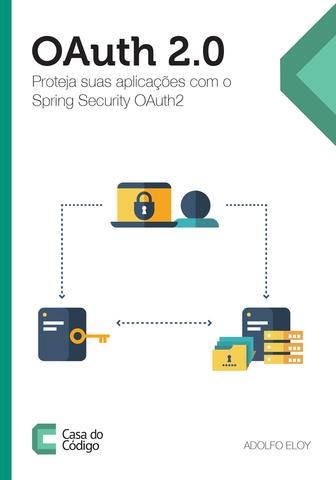 OAuth 2.0
Proteja suas aplicações com o
Spring Security OAuth2
Casa do
Código
ADOLFO ELOY